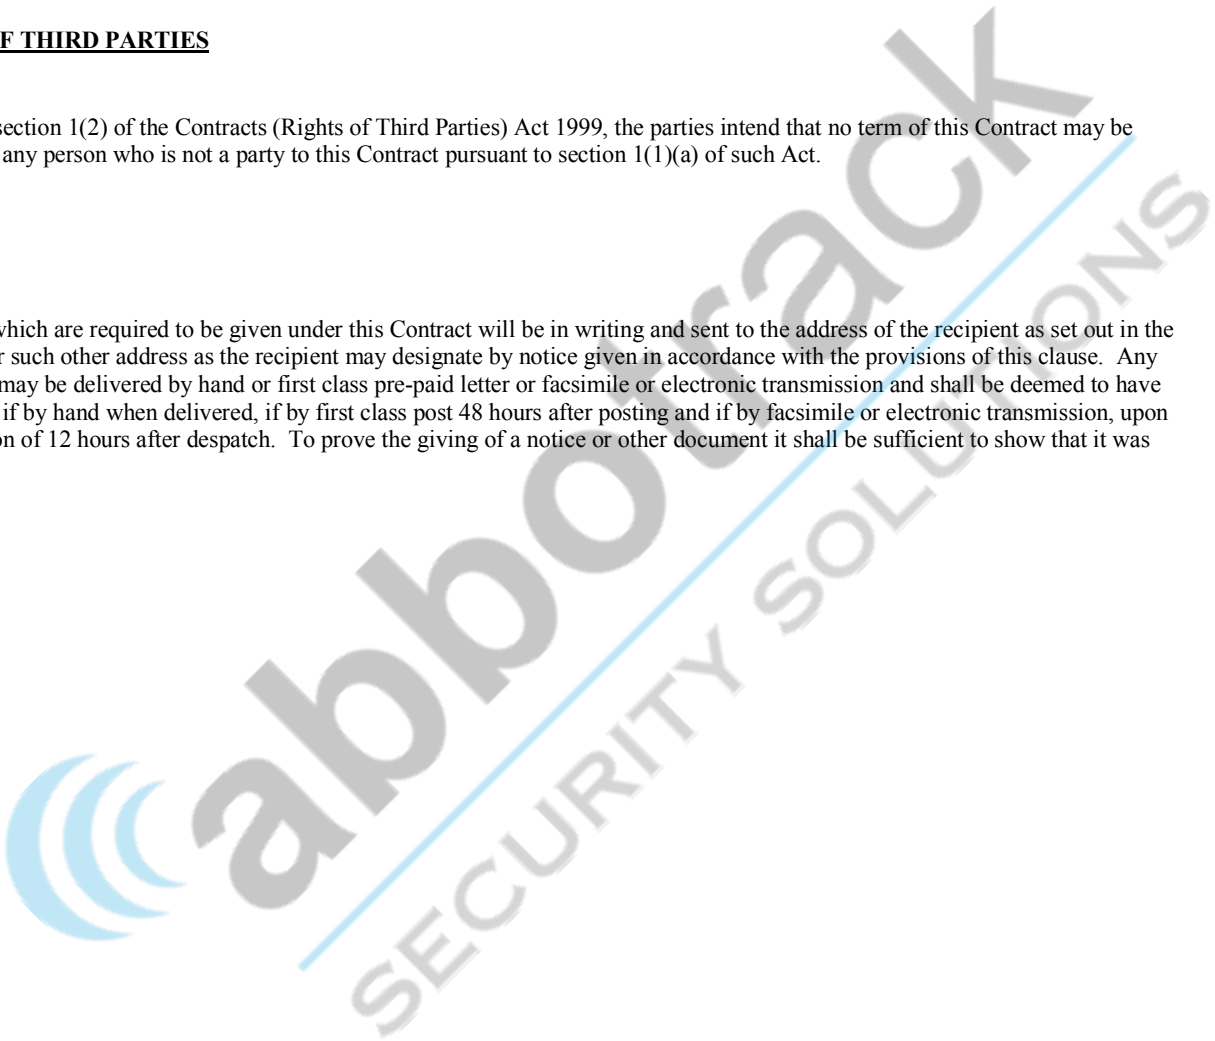 F THIRD PARTIES
section 1(2) of the Contracts (Rights of Third Parties) Act 1999, the parties intend that no term of this Contract may be
any person who is not a party to this Contract pursuant to section 1(1)(a) of such Act.
which are required to be given under this Contract will be in writing and sent to the address of the recipient as set out in the
r such other address as the recipient may designate by notice given in accordance with the provisions of this clause.  Any
may be delivered by hand or first class pre-paid letter or facsimile or electronic transmission and shall be deemed to have
if by hand when delivered, if by first class post 48 hours after posting and if by facsimile or electronic transmission, upon
on of 12 hours after despatch.  To prove the giving of a notice or other document it shall be sufficient to show that it was
abbotrack
SECURITY SOLUTIONS